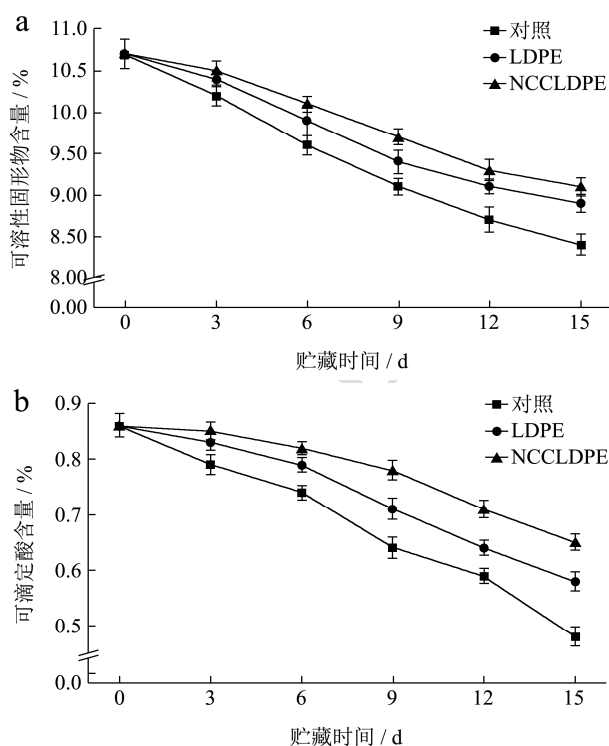 a
对照
LDPE
NCCLDPE
可溶性固形物含量 / %
11.0
10.5
10.0
9.50
9.00
8.50
8.00
0.00
0 3 6 9 12 15
贮藏时间 / d
b
对照
LDPE
NCCLDPE
可滴定酸含量 / %
0.9
0.8
0.7
0.6
0.5
0.0
0 3 6 9 12 15
贮藏时间 / d